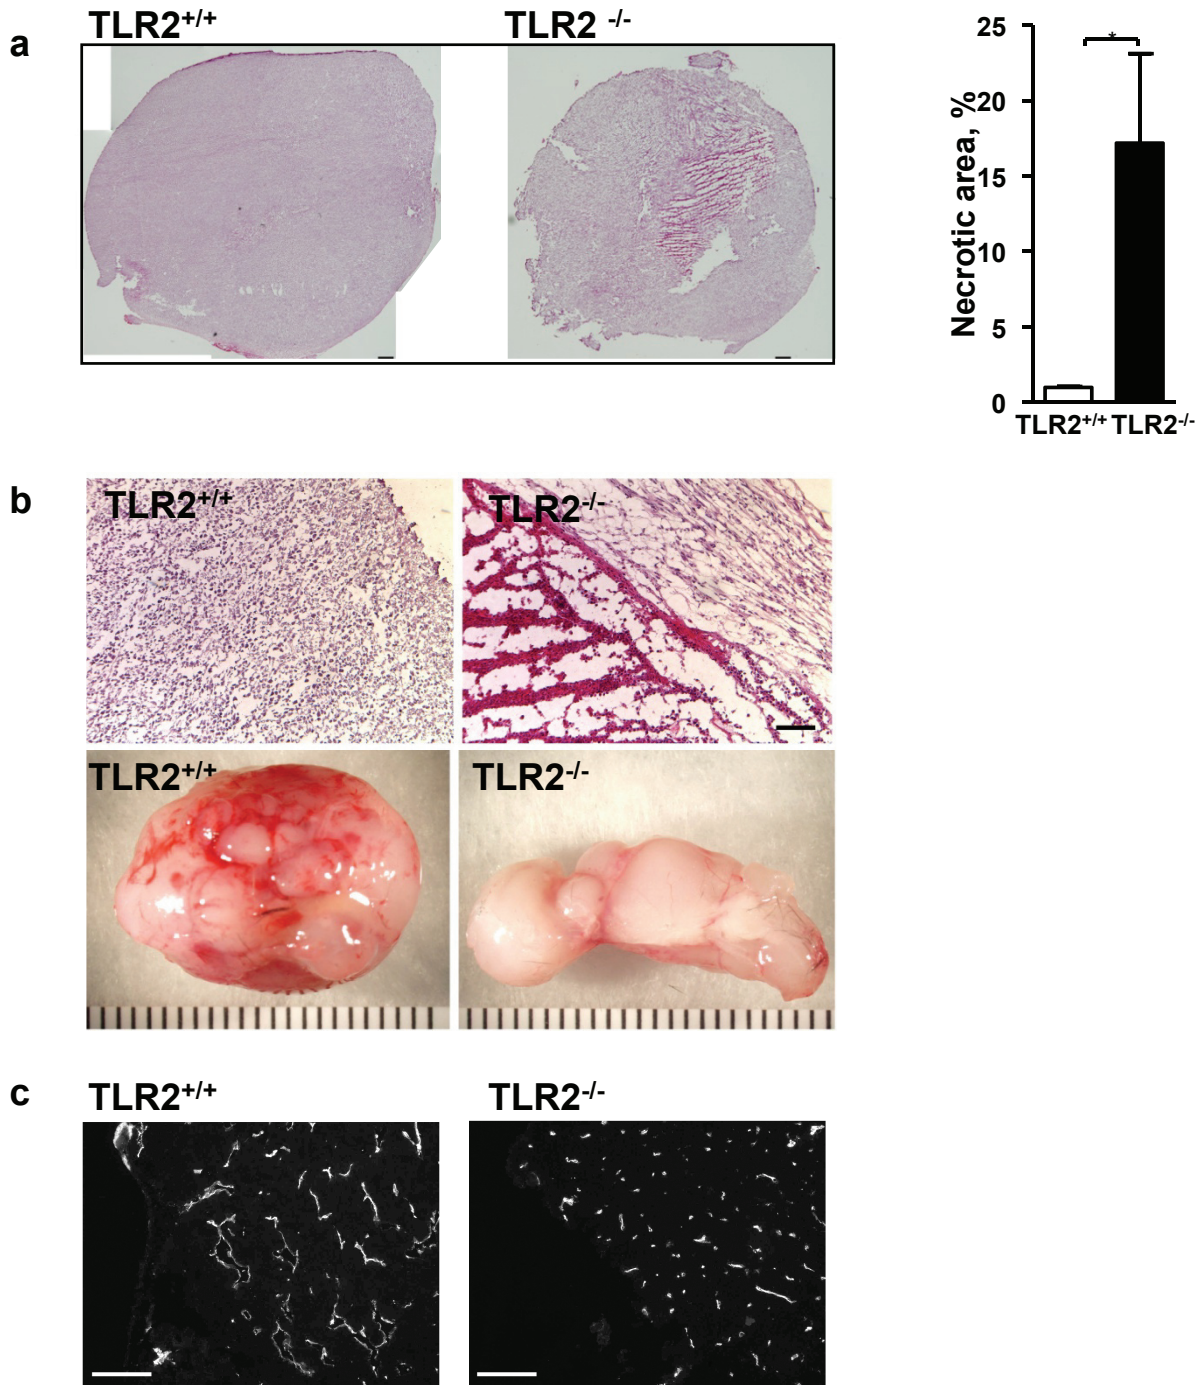 a
TLR2+/+
TLR2 -/-
25
20
15
10
5
0
Necrotic area, %
*
TLR2+/+ TLR2-/-
b
TLR2+/+
TLR2-/-
TLR2+/+
TLR2-/-
c
TLR2+/+
TLR2-/-